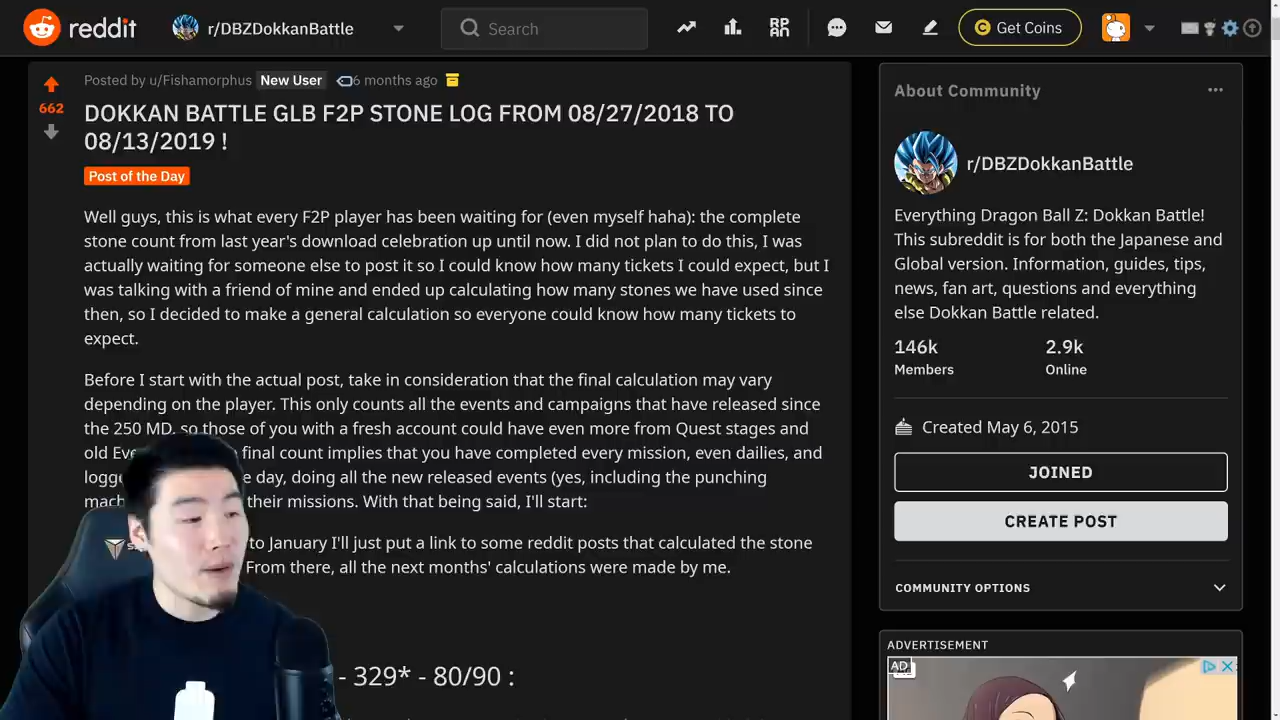 reddit
r/DBZDokkanBattle
Search
Get Coins
Posted by u/Fishamorphus New User 6 months ago
662
DOKKAN BATTLE GLB F2P STONE LOG FROM 08/27/2018 TO
08/13/2019 !
Post of the Day
Well guys, this is what every F2P player has been waiting for (even myself haha): the complete
stone count from last year's download celebration up until now. I did not plan to do this, I was
actually waiting for someone else to post it so I could know how many tickets I could expect, but I
was talking with a friend of mine and ended up calculating how many stones we have used since
then, so I decided to make a general calculation so everyone could know how many tickets to
expect.
Before I start with the actual post, take in consideration that the final calculation may vary
depending on the player. This only counts all the events and campaigns that have released since
the 250 MD, so those of you with a fresh account could have even more from Quest stages and
old final count implies that you have completed every mission, even dailies, and
day, doing all the new released events (yes, including the punching
their missions. With that being said, I'll start:
to January I'll just put a link to some reddit posts that calculated the stone
From there, all the next months' calculations were made by me.
- 329* - 80/90 :
About Community
r/DBZDokkanBattle
Everything Dragon Ball Z: Dokkan Battle!
This subreddit is for both the Japanese and
Global version. Information, guides, tips,
news, fan art, questions and everything
else Dokkan Battle related.
146k 2.9k
Members Online
Created May 6, 2015
JOINED
CREATE POST
COMMUNITY OPTIONS
ADVERTISEMENT
AD